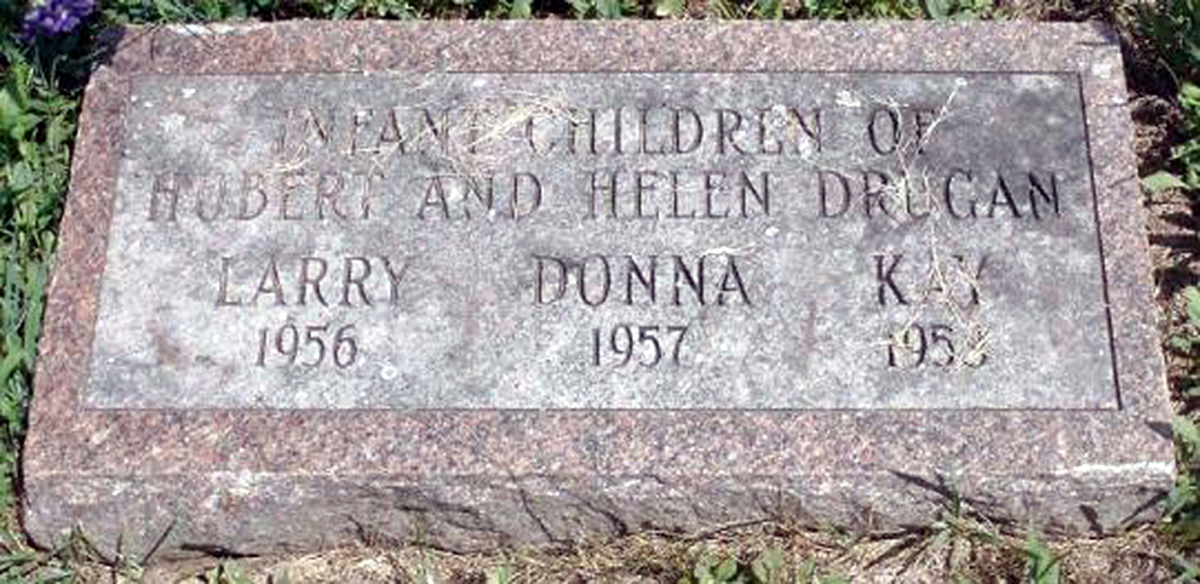 INFANT CHILDREN OF
HUBERT AND HELEN DRUGAN
LARRY DONNA KAY
1956 1957